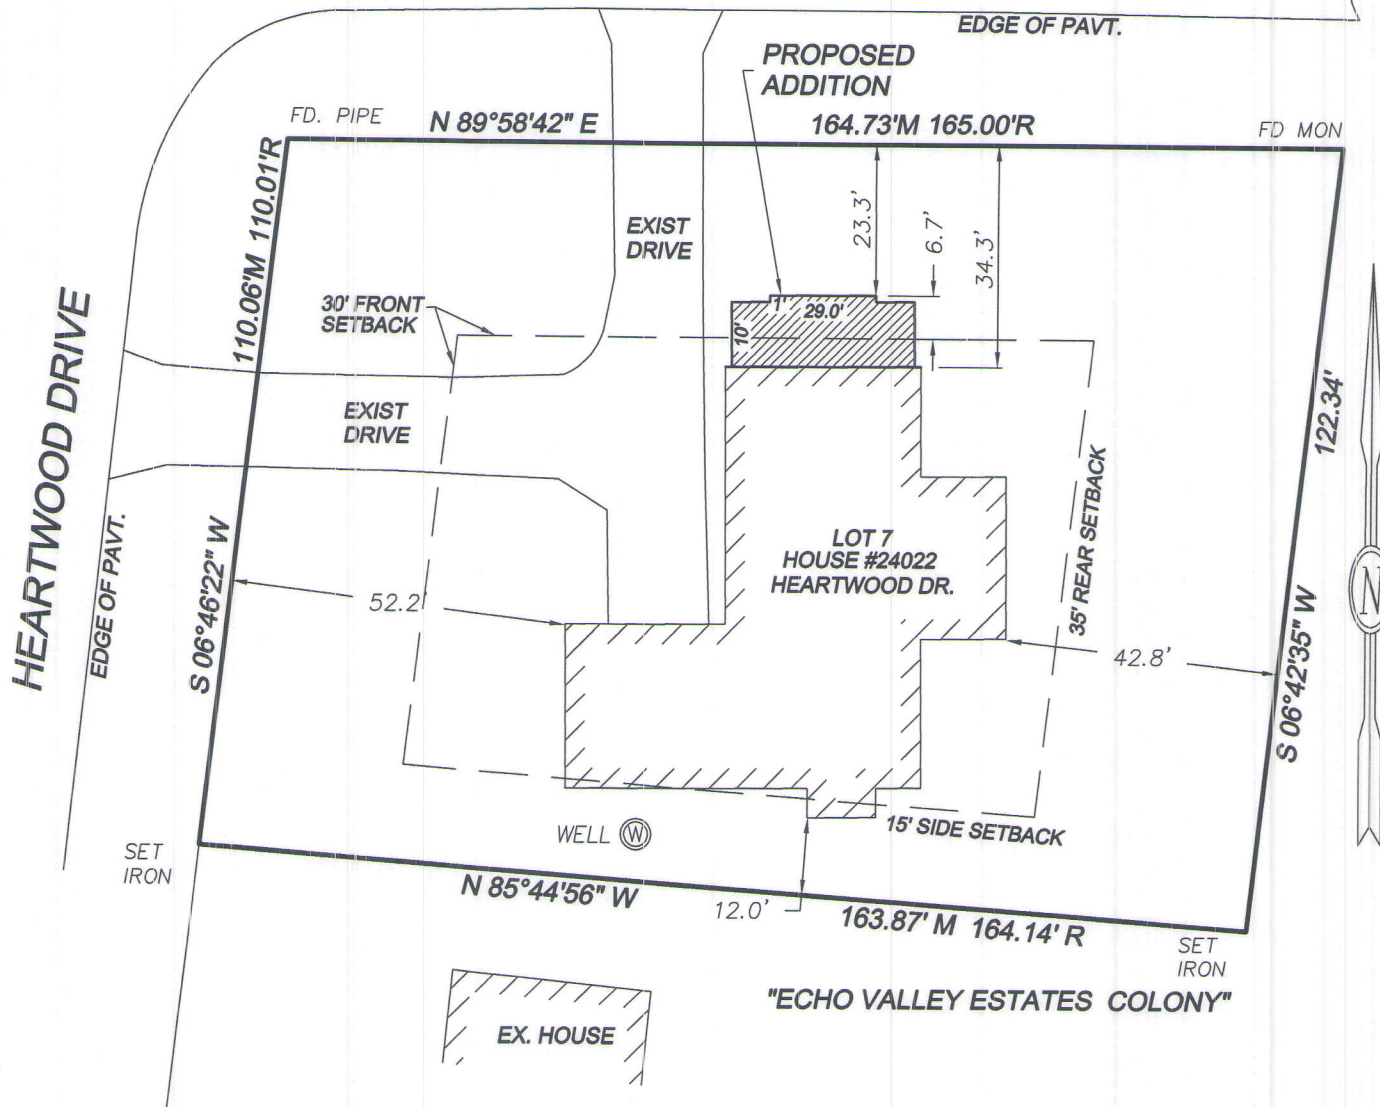 EDGE OF PAVT.
PROPOSED
ADDITION
FD. PIPE
N 89°58'42" E
164.73'M 165.00'R
FD MON
110.06'M 110.01'R
EXIST
DRIVE
23.3'
6.7'
34.3'
30' FRONT
SETBACK
1'
29.0'
10'
HEARTWOOD DRIVE
EXIST
DRIVE
122.34'
35' REAR SETBACK
EDGE OF PAVT.
S 06°46'22" W
LOT 7
HOUSE #24022
HEARTWOOD DR.
52.2'
42.8'
S 06°42'35" W
N
WELL W
15' SIDE SETBACK
SET
IRON
N 85°44'56" W
12.0'
163.87' M 164.14' R
SET
IRON
"ECHO VALLEY ESTATES COLONY"
EX. HOUSE